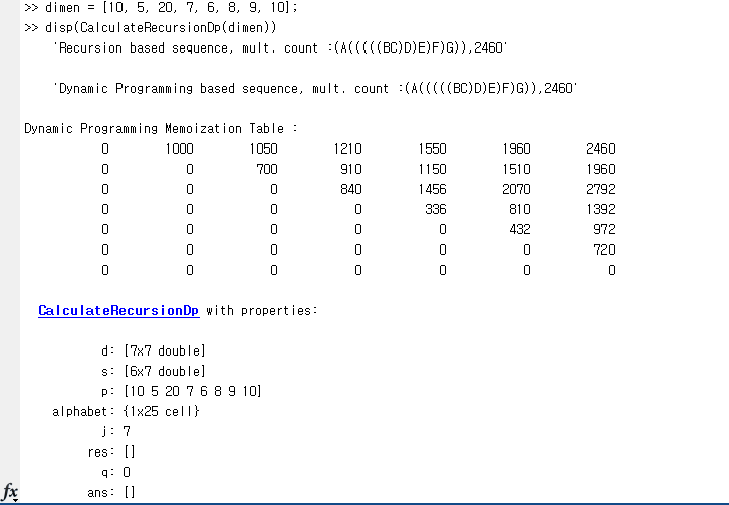 >> dimen = [10, 5, 20, 7, 6, 8, 9, 10];
>> disp(CalculateRecursionDp(dimen))
'Recursion based sequence, mult. count :(A(((((BC)D)E)F)G)),2460'
'Dynamic Programming based sequence, mult. count :(A(((((BC)D)E)F)G)),2460'
Dynamic Programming Memoization Table :
0 1000 1050 1210 1550 1960 2460
0 0 700 910 1150 1510 1960
0 0 0 840 1456 2070 2792
0 0 0 0 336 810 1392
0 0 0 0 0 432 972
0 0 0 0 0 0 720
0 0 0 0 0 0 0
CalculateRecursionDp with properties:
d: [7x7 double]
s: [6x7 double]
p: [10 5 20 7 6 8 9 10]
alphabet: {1x25 cell}
j: 7
res: []
q: 0
fx ans: []